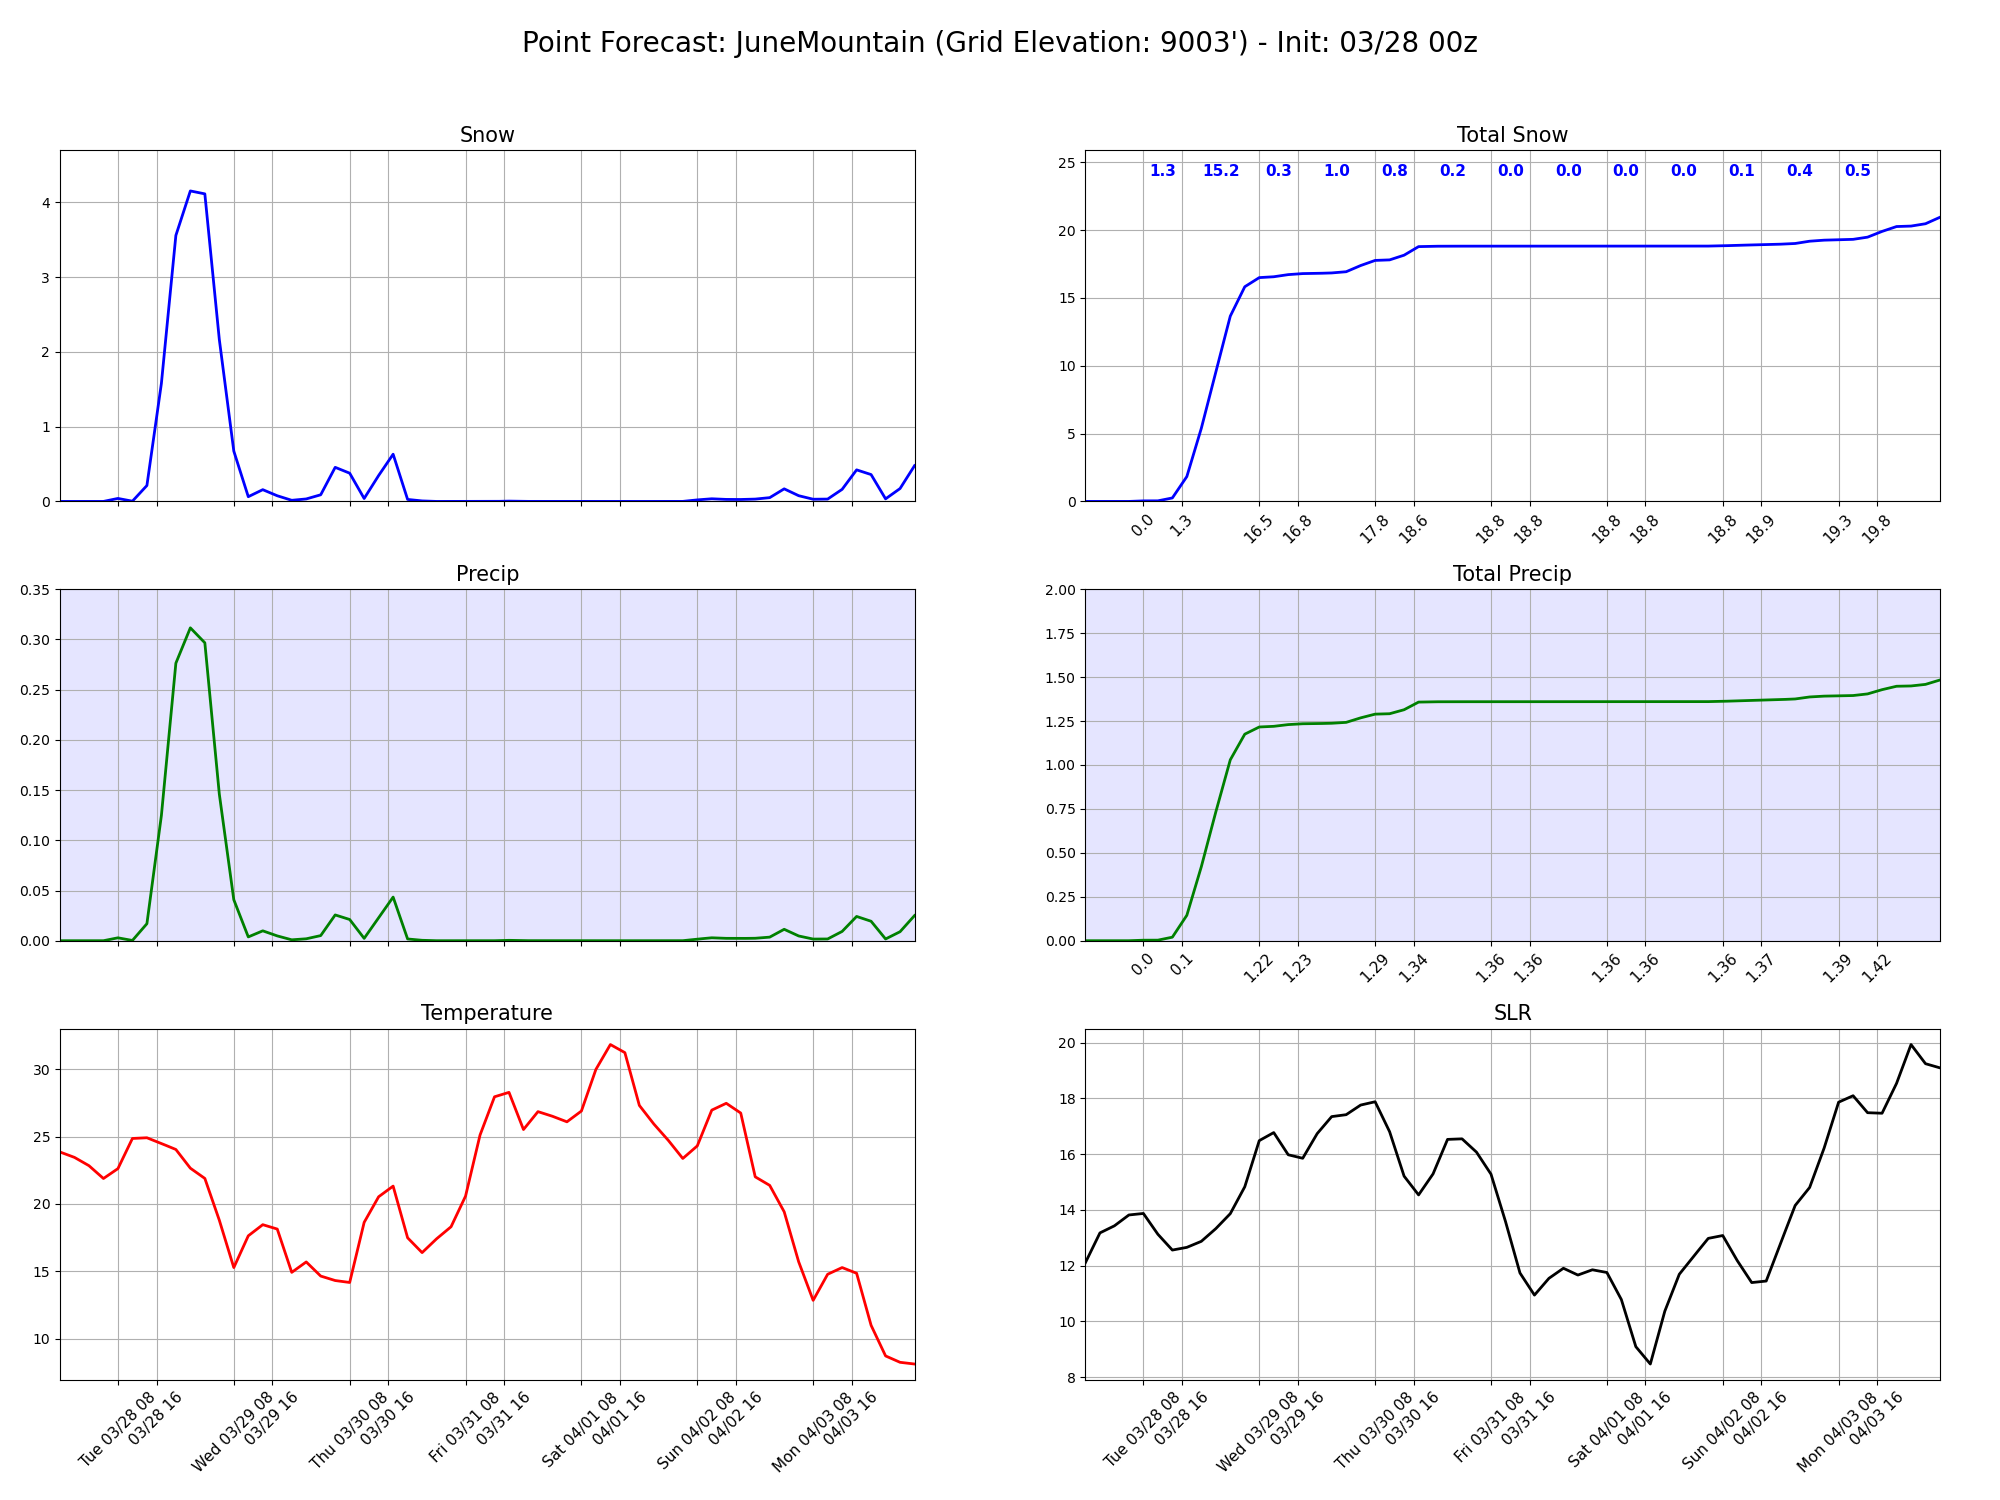 Point Forecast: JuneMountain (Grid Elevation: 9003') - Init: 03/28 00z
Snow
4
3
2
1
0
Total Snow
25
20
15
10
5
0
1.3 15.2 0.3 1.0 0.8 0.2 0.0 0.0 0.0 0.0 0.1 0.4 0.5
0.0 1.3 16.5 16.8 17.8 18.6 18.8 18.8 18.8 18.8 18.8 18.9 19.3 19.8
Precip
0.35
0.30
0.25
0.20
0.15
0.10
0.05
0.00
Total Precip
2.00
1.75
1.50
1.25
1.00
0.75
0.50
0.25
0.00
0.0 0.1 1.22 1.23 1.29 1.34 1.36 1.36 1.36 1.36 1.36 1.37 1.39 1.42
Temperature
30
25
20
15
10
Tue 03/28 08
03/28 16
Wed 03/29 08
03/29 16
Thu 03/30 08
03/30 16
Fri 03/31 08
03/31 16
Sat 04/01 08
04/01 16
Sun 04/02 08
04/02 16
Mon 04/03 08
04/03 16
SLR
20
18
16
14
12
10
8
Tue 03/28 08
03/28 16
Wed 03/29 08
03/29 16
Thu 03/30 08
03/30 16
Fri 03/31 08
03/31 16
Sat 04/01 08
04/01 16
Sun 04/02 08
04/02 16
Mon 04/03 08
04/03 16